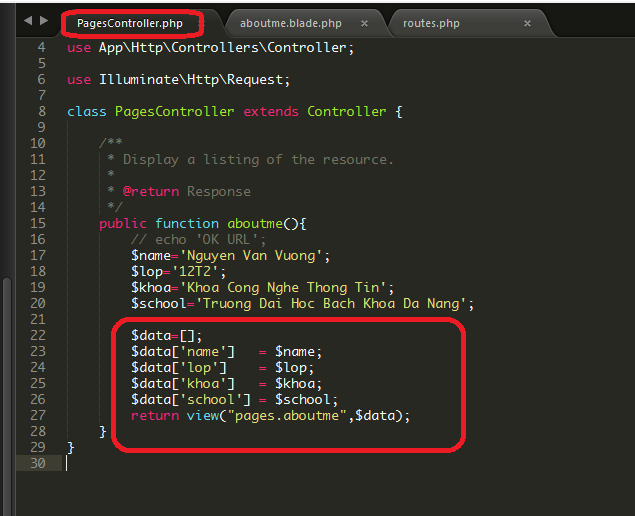 PagesController.php × aboutme.blade.php × routes.php ×
4 use App\Http\Controllers\Controller;
5
6 use Illuminate\Http\Request;
7
8 class PagesController extends Controller {
9
10 /**
11 * Display a listing of the resource.
12 *
13 * @return Response
14 */
15 public function aboutme(){
16 // echo 'OK URL';
17 $name='Nguyen Van Vuong';
18 $lop='12T2';
19 $khoa='Khoa Cong Nghe Thong Tin';
20 $school='Truong Dai Hoc Bach Khoa Da Nang';
21
22 $data=[];
23 $data['name'] = $name;
24 $data['lop'] = $lop;
25 $data['khoa'] = $khoa;
26 $data['school'] = $school;
27 return view("pages.aboutme",$data);
28 }
29 }
30